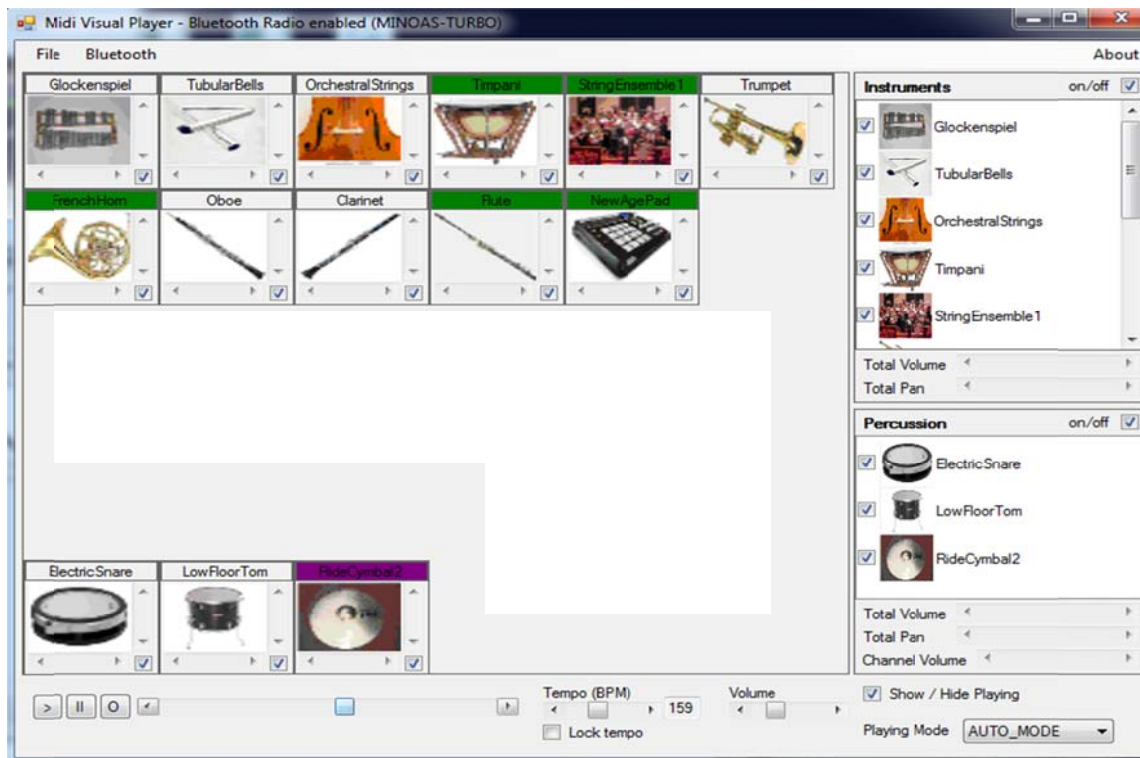 Midi Visual Player - Bluetooth Radio enabled (MINOAS-TURBO)
File Bluetooth About
Glockenspiel TubularBells OrchestralStrings Timpani StringEnsemble1 Trumpet
FrenchHorn Oboe Clarinet Flute NewAgePad
ElectricSnare LowFloorTom RideCymbal2
Instruments on/off
Glockenspiel
TubularBells
OrchestralStrings
Timpani
StringEnsemble1
Total Volume
Total Pan
Percussion on/off
ElectricSnare
LowFloorTom
RideCymbal2
Total Volume
Total Pan
Channel Volume
> II O Tempo (BPM) 159 Volume
Lock tempo
Show / Hide Playing
Playing Mode AUTO_MODE